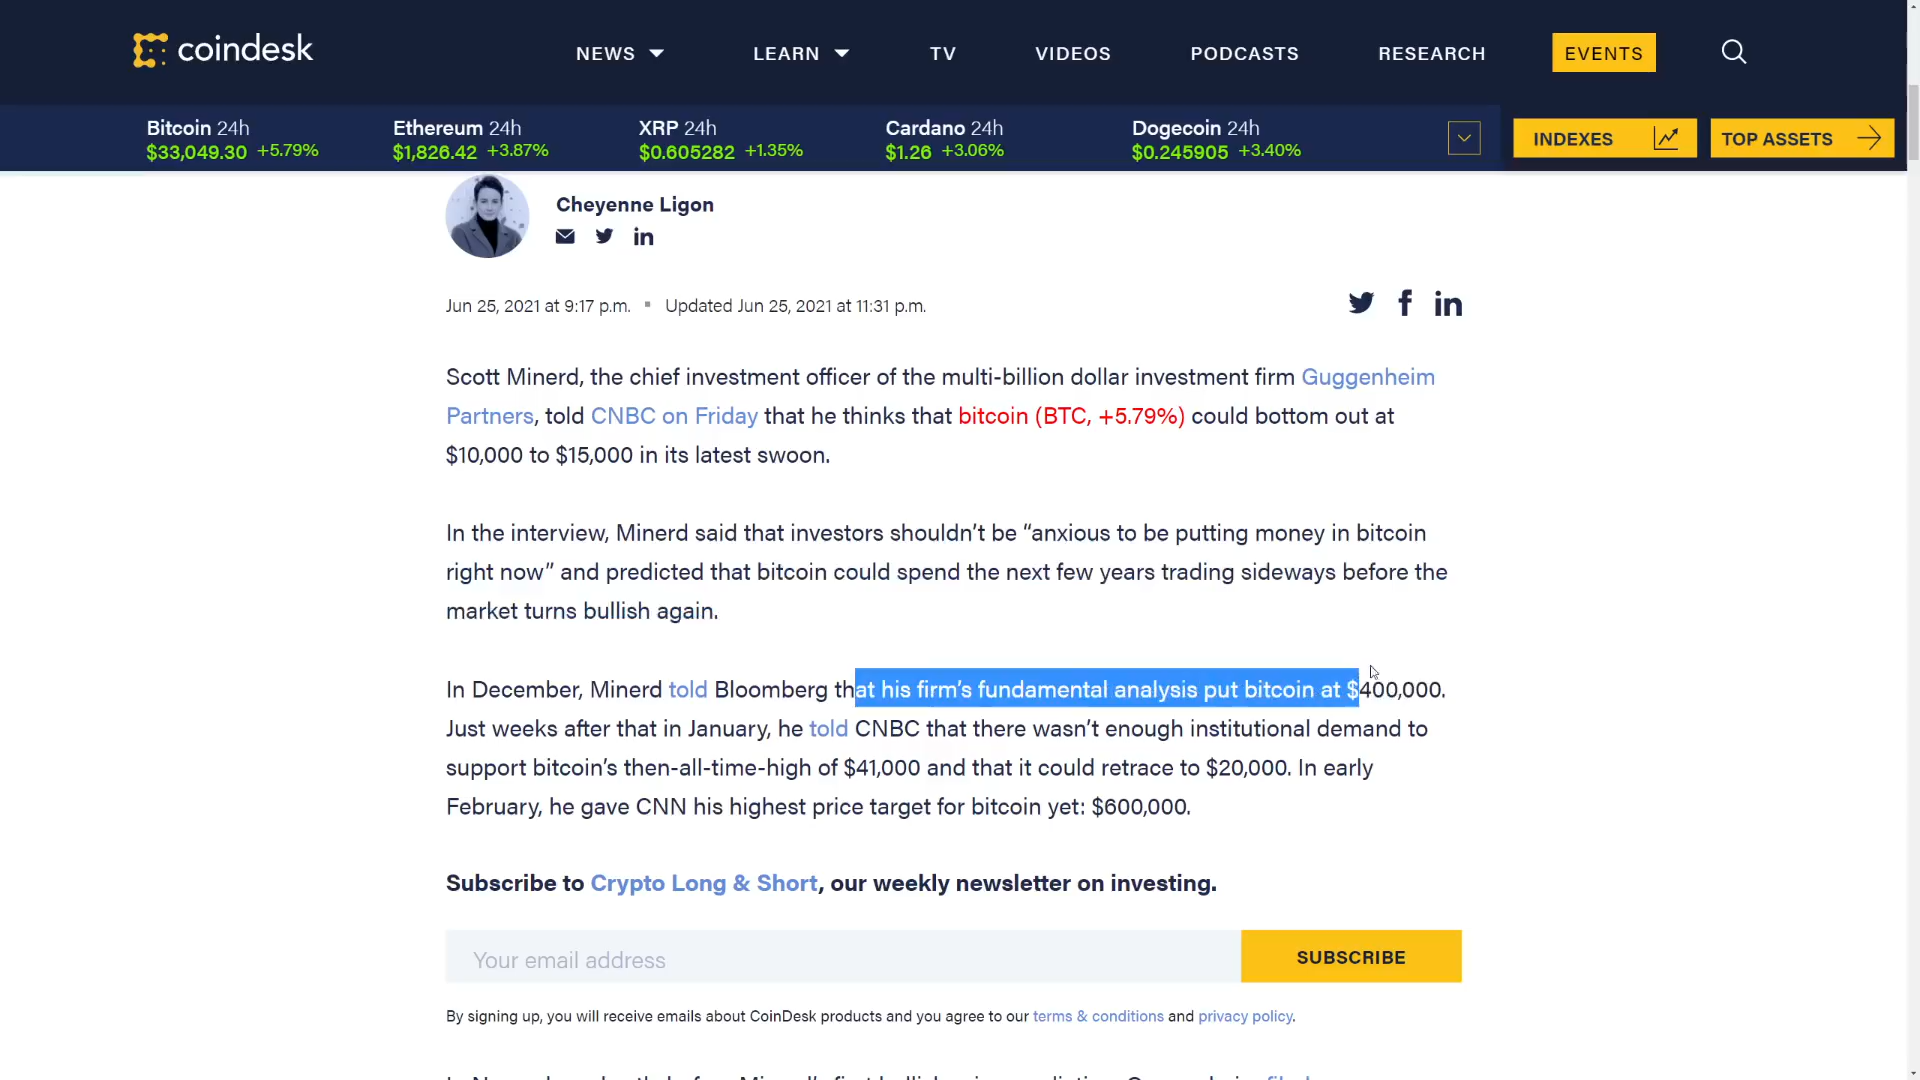 coindesk
NEWS LEARN TV VIDEOS PODCASTS RESEARCH EVENTS
Bitcoin 24h Ethereum 24h XRP 24h Cardano 24h Dogecoin 24h
$33,049.30 +5.79% $1,826.42 +3.87% $0.605282 +1.35% $1.26 +3.06% $0.245905 +3.40%
INDEXES TOP ASSETS
Cheyenne Ligon
Jun 25, 2021 at 9:17 p.m. Updated Jun 25, 2021 at 11:31 p.m.
Scott Minerd, the chief investment officer of the multi-billion dollar investment firm Guggenheim
Partners, told CNBC on Friday that he thinks that bitcoin (BTC, +5.79%) could bottom out at
$10,000 to $15,000 in its latest swoon.
In the interview, Minerd said that investors shouldn’t be “anxious to be putting money in bitcoin
right now” and predicted that bitcoin could spend the next few years trading sideways before the
market turns bullish again.
In December, Minerd told Bloomberg that his firm’s fundamental analysis put bitcoin at $400,000.
Just weeks after that in January, he told CNBC that there wasn’t enough institutional demand to
support bitcoin’s then-all-time-high of $41,000 and that it could retrace to $20,000. In early
February, he gave CNN his highest price target for bitcoin yet: $600,000.
Subscribe to Crypto Long & Short, our weekly newsletter on investing.
Your email address
SUBSCRIBE
By signing up, you will receive emails about CoinDesk products and you agree to our terms & conditions and privacy policy.